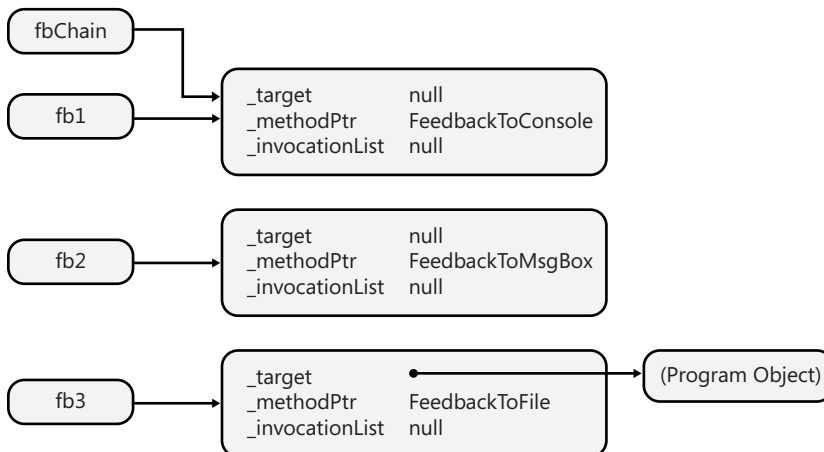 fbChain
fb1
_target null
_methodPtr FeedbackToConsole
_invocationList null
fb2
_target null
_methodPtr FeedbackToMsgBox
_invocationList null
fb3
_target
_methodPtr FeedbackToFile
_invocationList null
(Program Object)